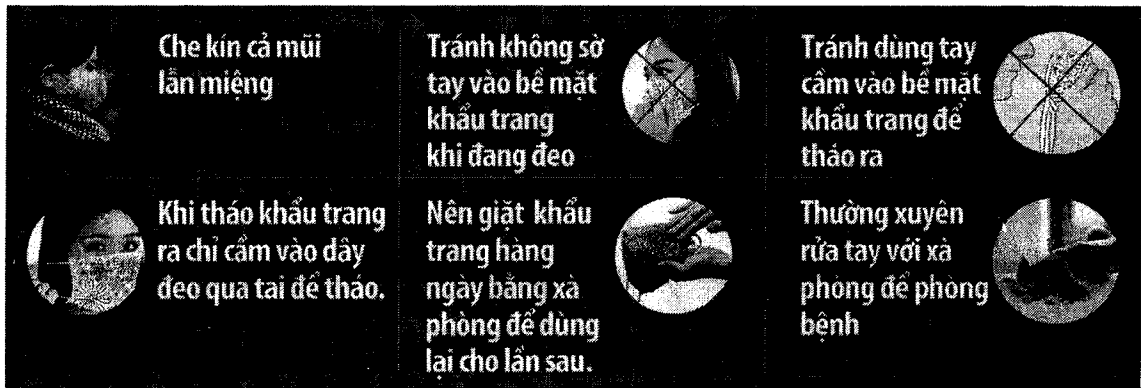 Che kín cả mũi
lẫn miệng
Tránh không sờ
tay vào bề mặt
khẩu trang
khi đang đeo
Tránh dùng tay
cầm vào bề mặt
khẩu trang để
tháo ra
Khi tháo khẩu trang
ra chỉ cầm vào dây
đeo qua tai để tháo.
Nên giặt khẩu
trang hàng
ngày bằng xà
phòng để dùng
lại cho lần sau.
Thường xuyên
rửa tay với xà
phòng để phòng
bệnh